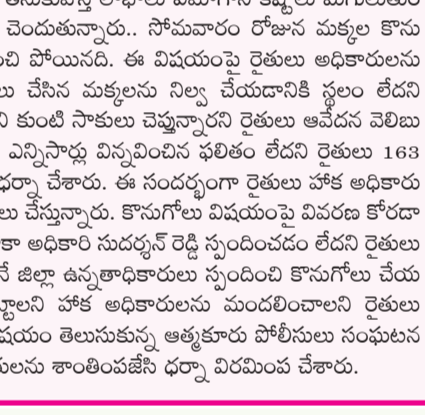 చెందుతున్నారు.. సోమవారం రోజున మక్కల కొను
చి పోయినది. ఈ విషయంపై రైతులు అధికారులను
లు చేసిన మక్కలను నిల్వ చేయడానికి స్థలం లేదని
ని కుంటి సాకులు చెప్తున్నారని రైతులు ఆవేదన వెలిబు
ఎన్నిసార్లు విన్నవించిన ఫలితం లేదని రైతులు 163
ధర్నా చేశారు. ఈ సందర్భంగా రైతులు హాక అధికారు
లు చేస్తున్నారు. కొనుగోలు విషయంపై వివరణ కోరడా
కా అధికారి సుదర్శన్ రెడ్డి స్పందించడం లేదని రైతులు
నే జిల్లా ఉన్నతాధికారులు స్పందించి కొనుగోలు చేయ
ట్టాలని హాక అధికారులను మందలించాలని రైతులు
షయం తెలుసుకున్న ఆత్మకూరు పోలీసులు సంఘటన
ులను శాంతింపజేసి ధర్నా విరమింప చేశారు.